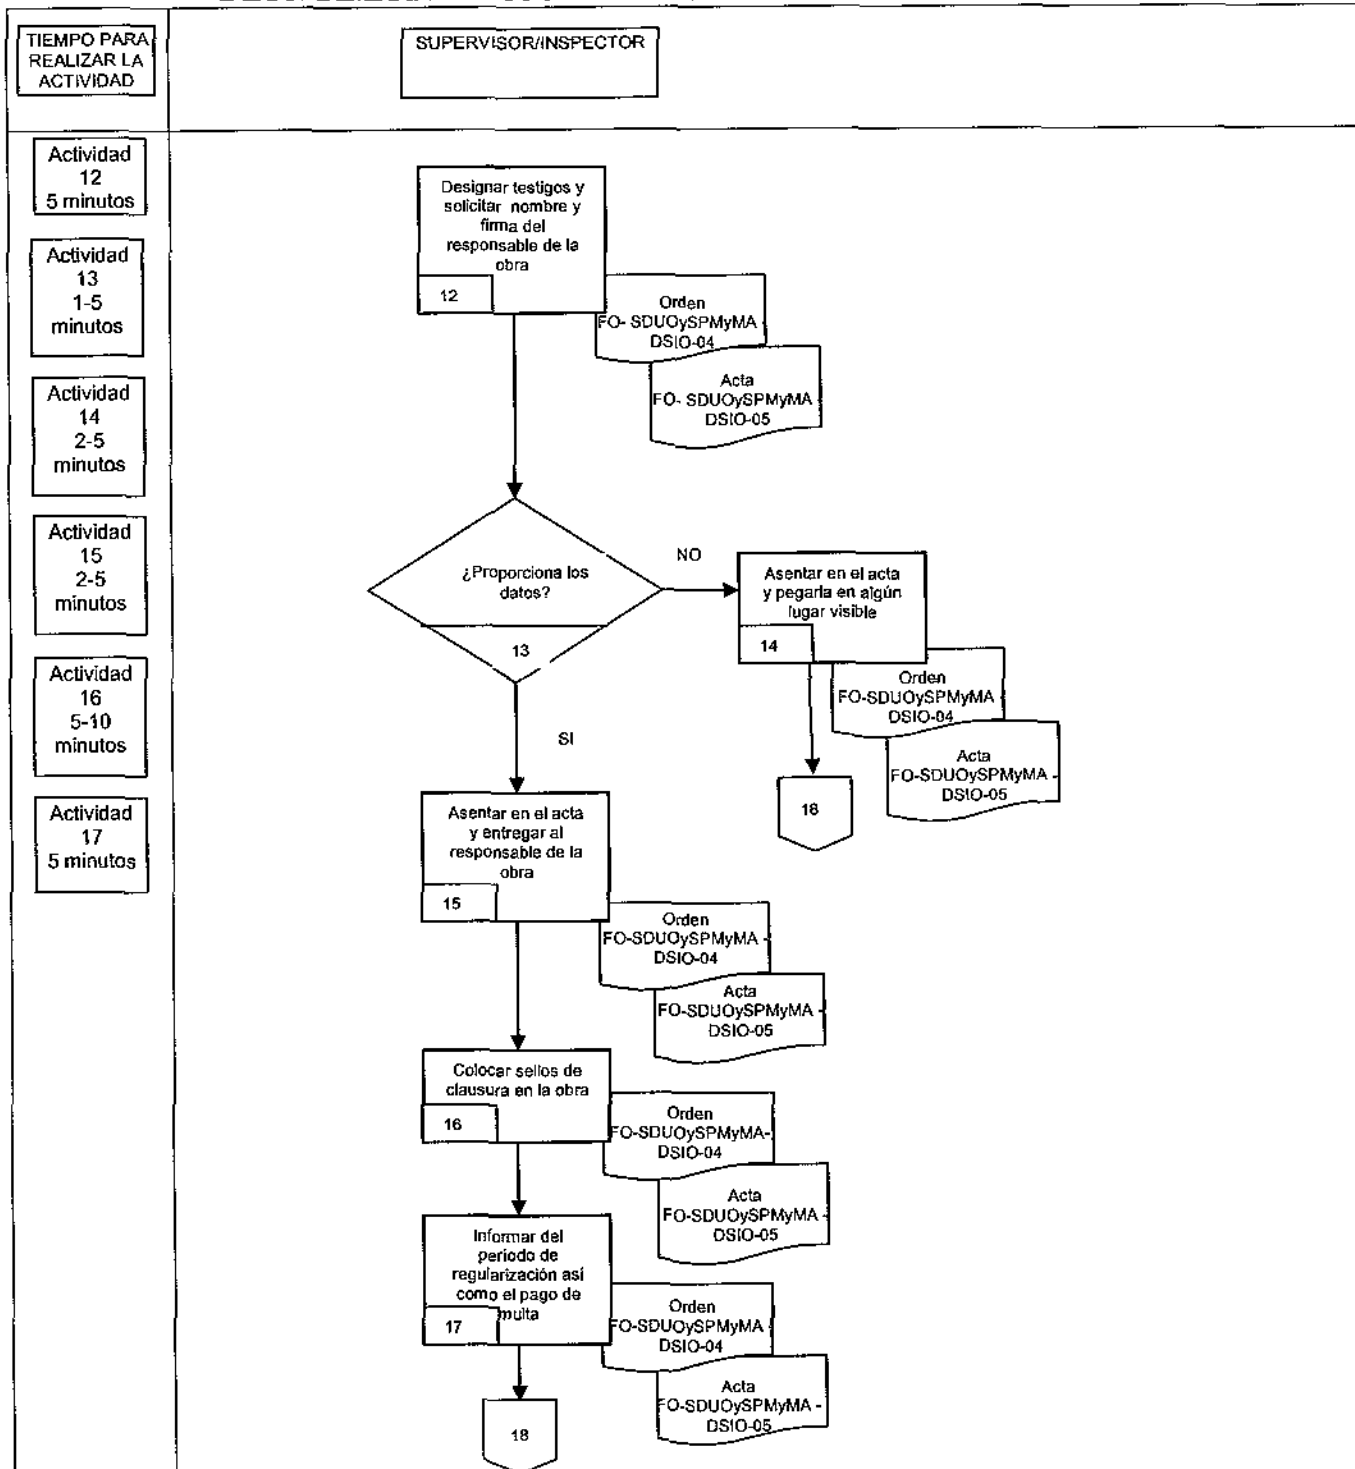 TIEMPO PARA
REALIZAR LA
ACTIVIDAD
SUPERVISOR/INSPECTOR
Actividad
12
5 minutos
Actividad
13
1-5
minutos
Actividad
14
2-5
minutos
Actividad
15
2-5
minutos
Actividad
16
5-10
minutos
Actividad
17
5 minutos
Designar testigos y
solicitar nombre y
firma del
responsable de la
obra
12
Orden
FO- SDUOySPMyMA
DSIO-04
Acta
FO- SDUOySPMyMA
DSIO-05
¿Proporciona los
datos?
13
NO
Asentar en el acta
y pegarla en algún
lugar visible
14
Orden
FO-SDUOySPMyMA -
DSIO-04
Acta
FO-SDUOySPMyMA -
DSIO-05
18
SI
Asentar en el acta
y entregar al
responsable de la
obra
15
Orden
FO-SDUOySPMyMA -
DSIO-04
Acta
FO-SDUOySPMyMA -
DSIO-05
Colocar sellos de
clausura en la obra
16
Orden
FO-SDUOySPMyMA-
DSIO-04
Acta
FO-SDUOySPMyMA -
DSIO-05
Informar del
periodo de
regularización así
como el pago de
multa
17
Orden
FO-SDUOySPMyMA -
DSIO-04
Acta
FO-SDUOySPMyMA -
DSIO-05
18